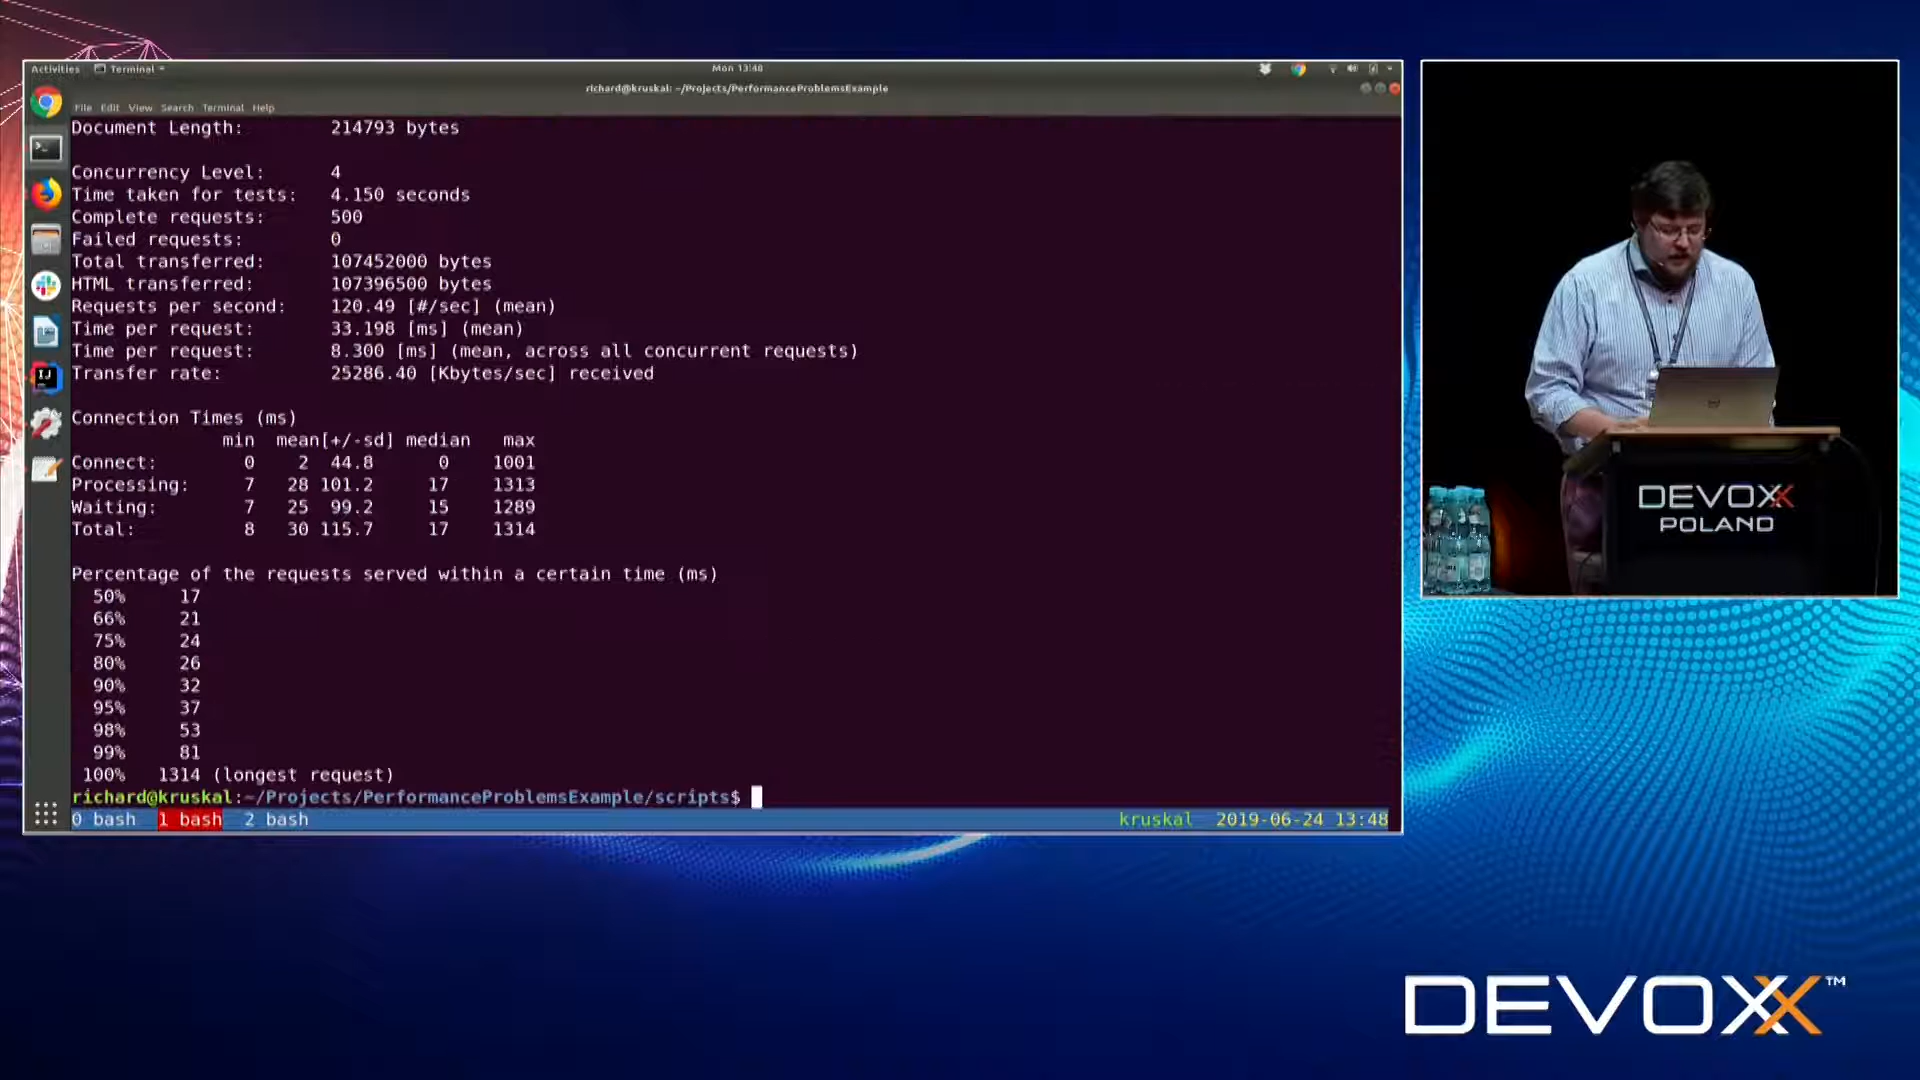 Activities Terminal
Mon 13:48
richard@kruskal: ~/Projects/PerformanceProblemsExample
File Edit View Search Terminal Help
Document Length: 214793 bytes
Concurrency Level: 4
Time taken for tests: 4.150 seconds
Complete requests: 500
Failed requests: 0
Total transferred: 107452000 bytes
HTML transferred: 107396500 bytes
Requests per second: 120.49 [#/sec] (mean)
Time per request: 33.198 [ms] (mean)
Time per request: 8.300 [ms] (mean, across all concurrent requests)
Transfer rate: 25286.40 [Kbytes/sec] received
Connection Times (ms)
min mean[+/-sd] median max
Connect: 0 2 44.8 0 1001
Processing: 7 28 101.2 17 1313
Waiting: 7 25 99.2 15 1289
Total: 8 30 115.7 17 1314
Percentage of the requests served within a certain time (ms)
50% 17
66% 21
75% 24
80% 26
90% 32
95% 37
98% 53
99% 81
100% 1314 (longest request)
richard@kruskal:~/Projects/PerformanceProblemsExample/scripts$
0 bash 1 bash 2 bash kruskal 2019-06-24 13:48
IJ
DEVOXX
POLAND
DEVOXX™